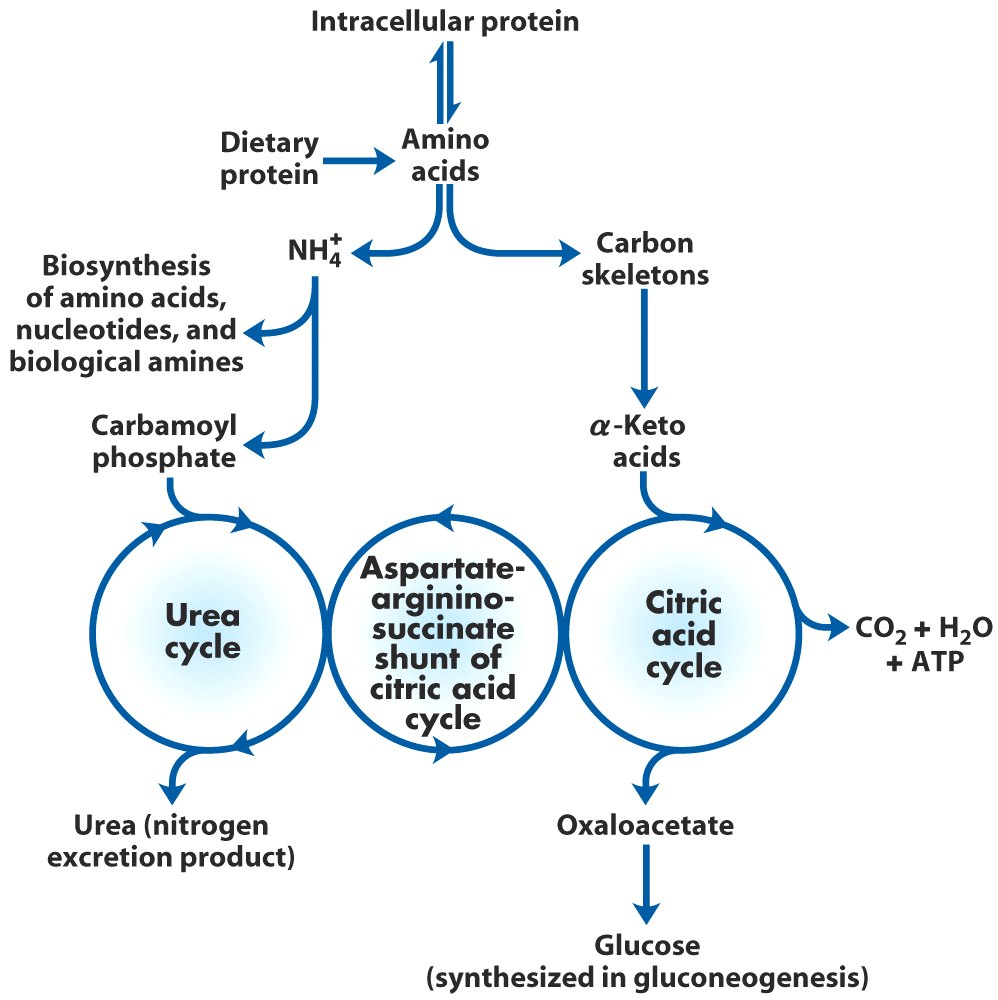 Intracellular protein
Dietary
protein
Amino
acids
NH₄⁺
Carbon
skeletons
Biosynthesis
of amino acids,
nucleotides, and
biological amines
Carbamoyl
phosphate
α-Keto
acids
Urea
cycle
Aspartate-
arginino-
succinate
shunt of
citric acid
cycle
Citric
acid
cycle
CO₂ + H₂O
+ ATP
Urea (nitrogen
excretion product)
Oxaloacetate
Glucose
(synthesized in gluconeogenesis)